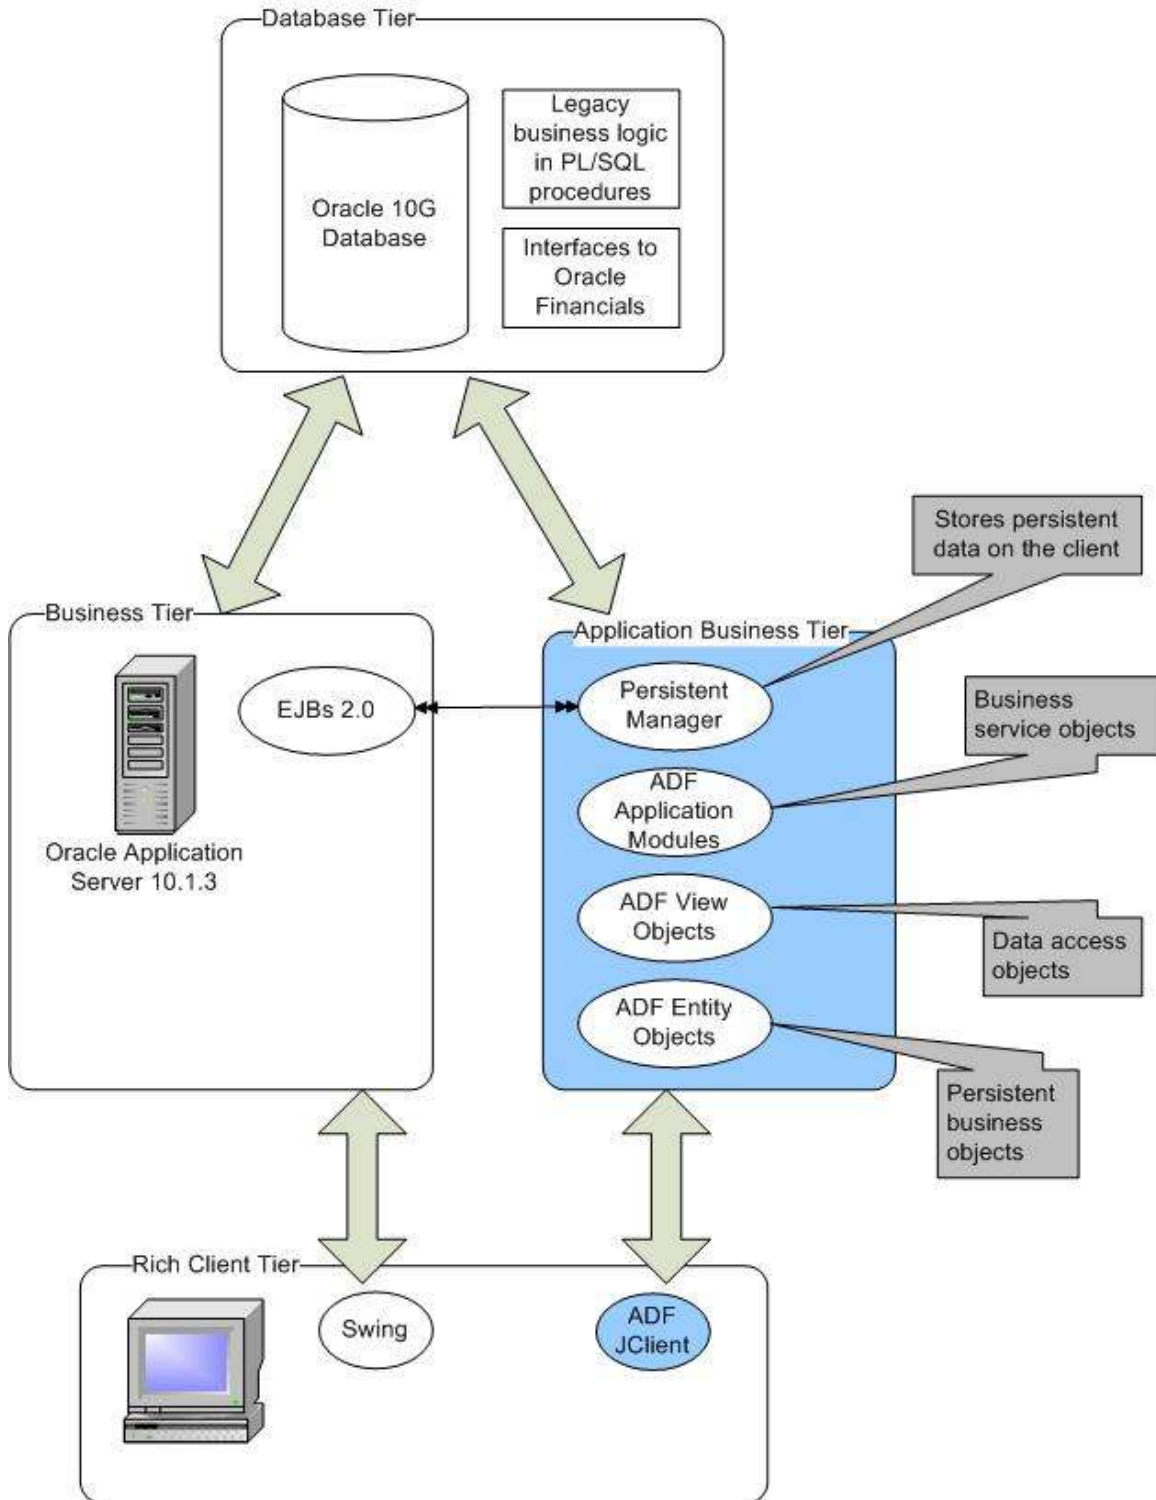 Database Tier
Legacy
business logic
in PL/SQL
procedures
Oracle 10G
Database
Interfaces to
Oracle
Financials
Stores persistent
data on the client
Business Tier
Application Business Tier
EJBs 2.0
Persistent
Manager
Business
service objects
ADF
Application
Modules
Oracle Application
Server 10.1.3
ADF View
Objects
Data access
objects
ADF Entity
Objects
Persistent
business
objects
Rich Client Tier
Swing
ADF
JClient